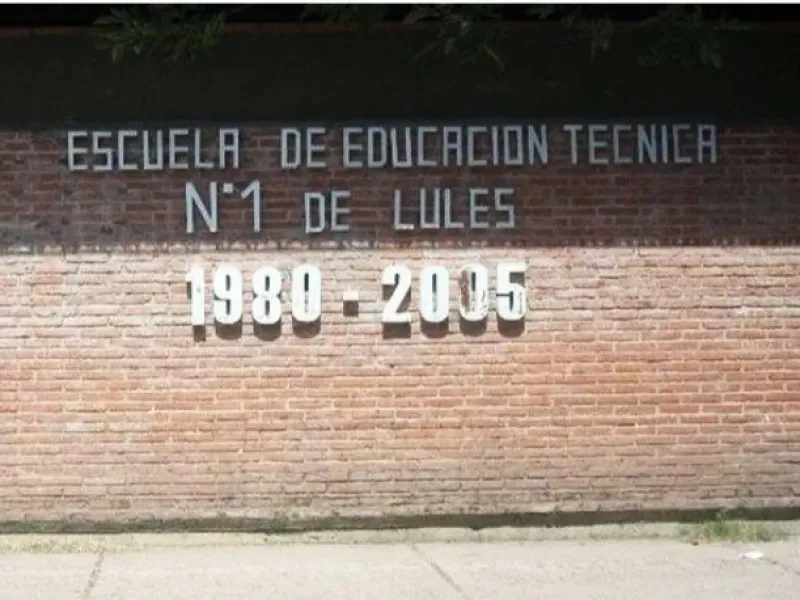 ESCUELA DE EDUCACION TECNICA
N°1 DE LULES
1980-2005